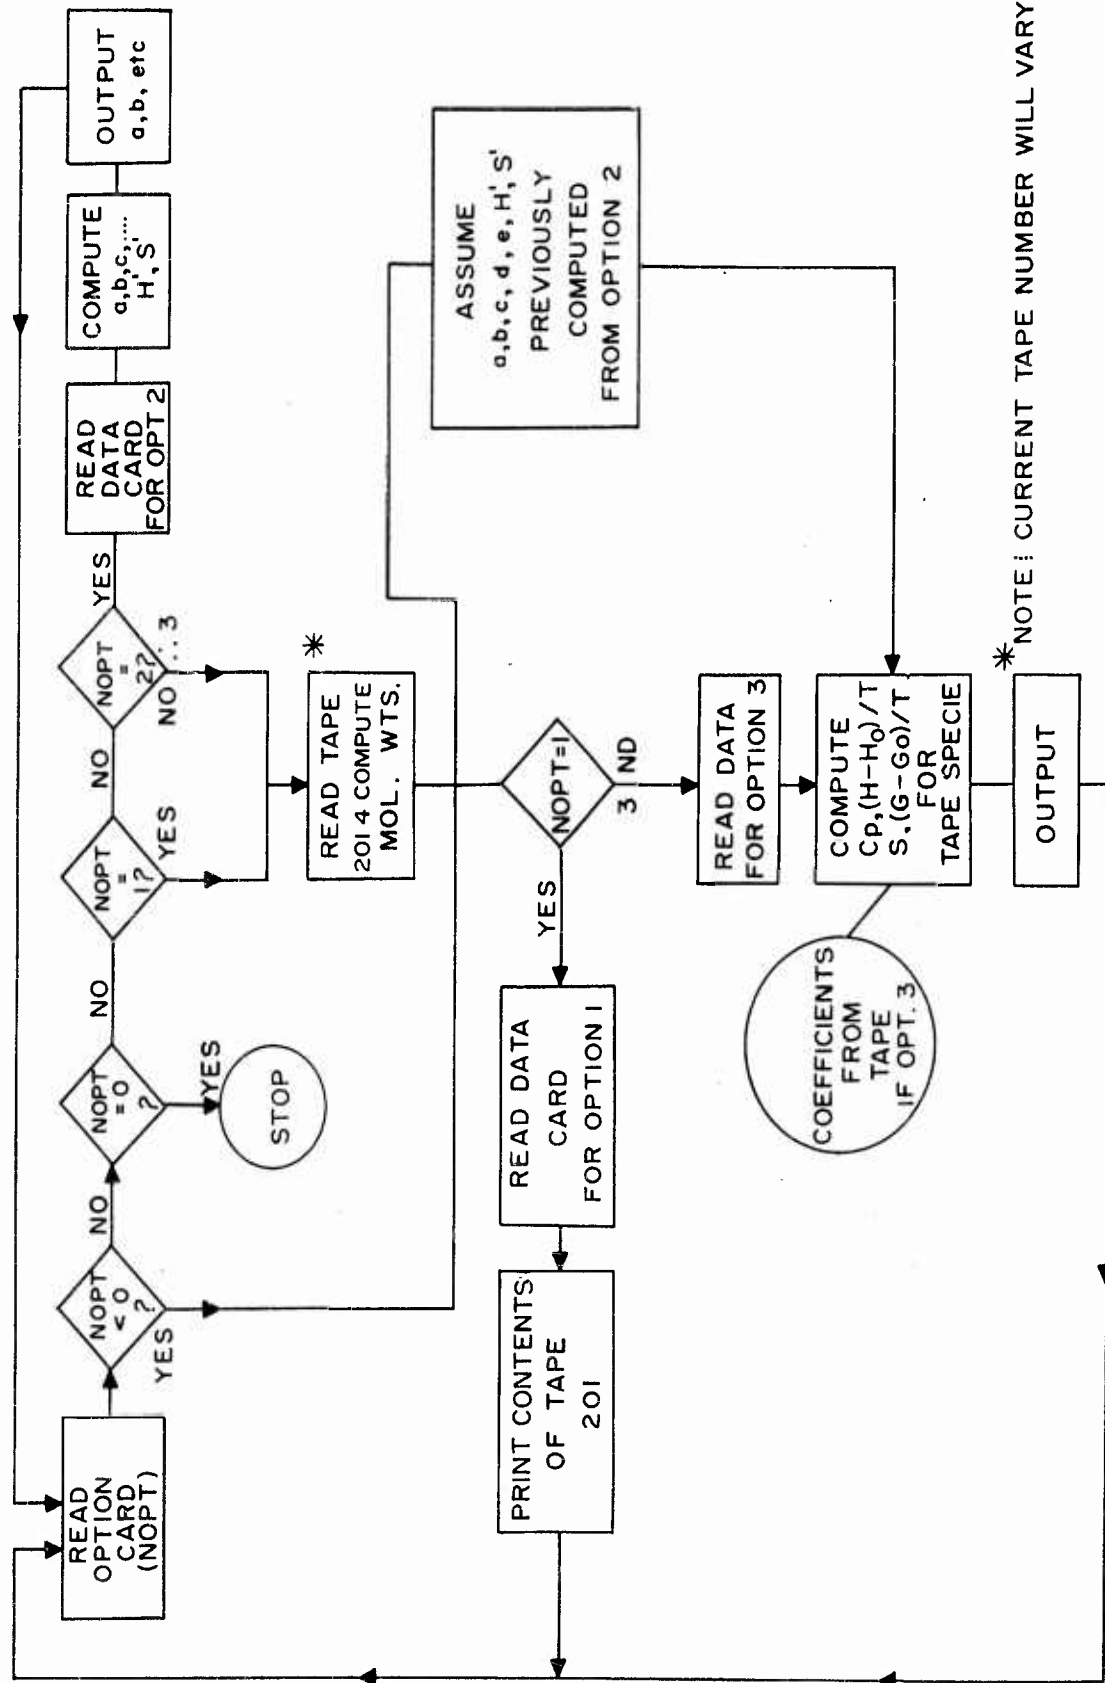 READ
OPTION
CARD
(NOPT)
NOPT
< 0
?
YES
NO
NOPT
= 0
?
YES
STOP
NO
NOPT
=
1?
YES
NO
NOPT
=
2?
NO ∴ 3
YES
READ
DATA
CARD
FOR OPT 2
COMPUTE
a,b,c,....
H', S'
OUTPUT
a,b, etc
*
READ TAPE
2014 COMPUTE
MOL. WTS.
ASSUME
a,b,c,d,e,H',S'
PREVIOUSLY
COMPUTED
FROM OPTION 2
NOPT=1
YES
3 ND
READ DATA
CARD
FOR OPTION 1
PRINT CONTENTS
OF TAPE
201
READ DATA
FOR OPTION 3
COMPUTE
Cp,(H-H₀)/T
S,(G-Go)/T
FOR
TAPE SPECIE
COEFFICIENTS
FROM
TAPE
IF OPT. 3
OUTPUT
* NOTE: CURRENT TAPE NUMBER WILL VARY